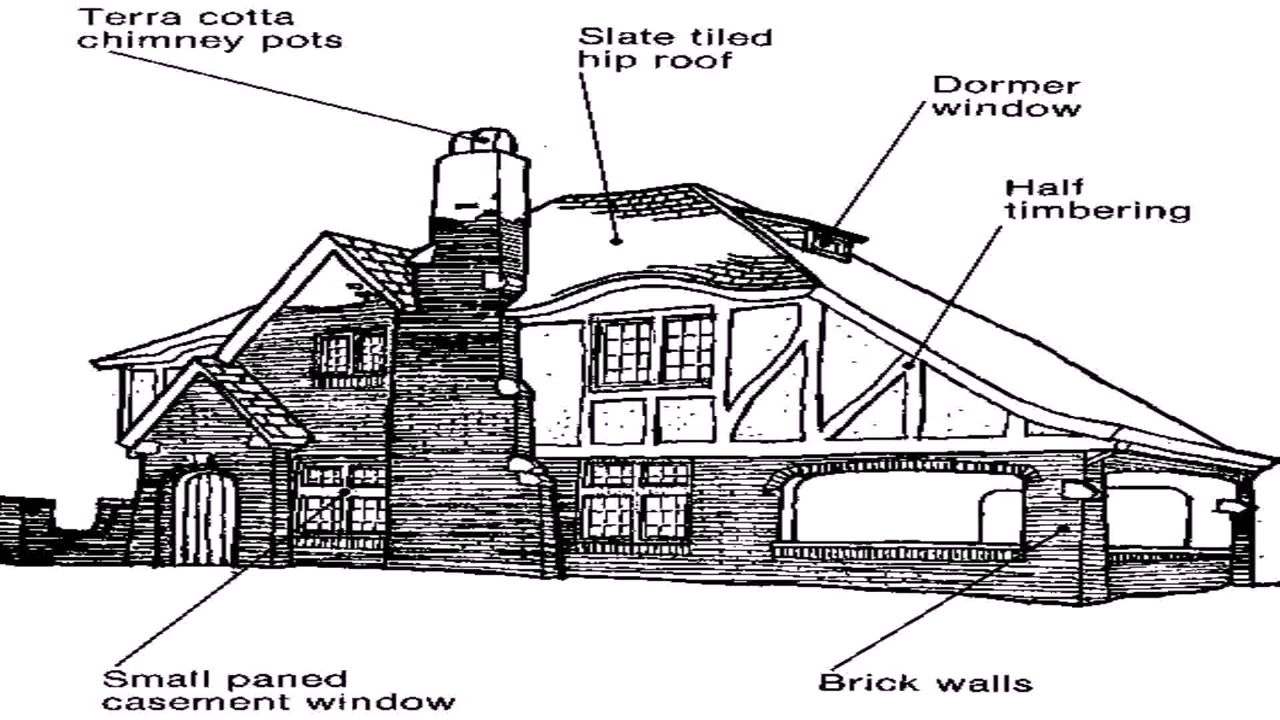 Terra cotta
chimney pots
Slate tiled
hip roof
Dormer
window
Half
timbering
Small paned
casement window
Brick walls